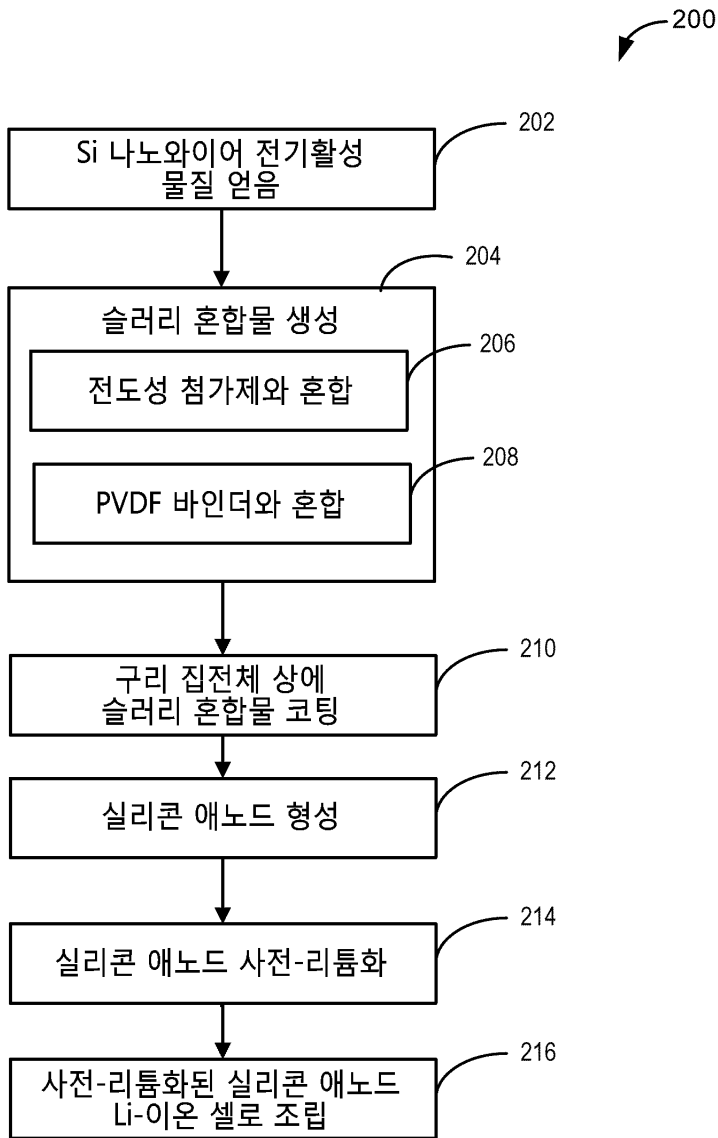 200
202
Si 나노와이어 전기활성
물질 얻음
204
슬러리 혼합물 생성
206
전도성 첨가제와 혼합
208
PVDF 바인더와 혼합
210
구리 집전체 상에
슬러리 혼합물 코팅
212
실리콘 애노드 형성
214
실리콘 애노드 사전-리튬화
216
사전-리튬화된 실리콘 애노드
Li-이온 셀로 조립